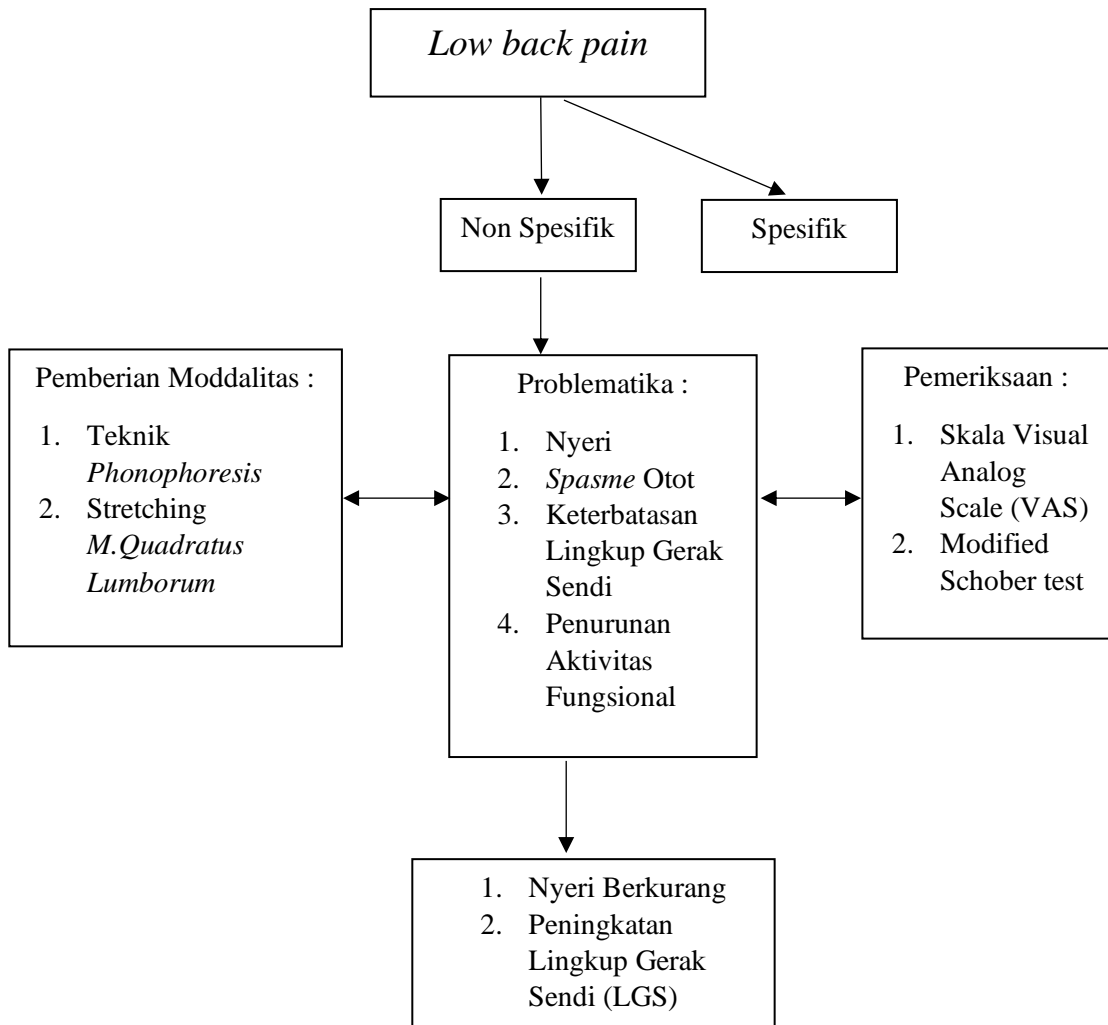 Low back pain
Non Spesifik
Spesifik
Pemberian Moddalitas :
1. Teknik
Phonophoresis
2. Stretching
M.Quadratus
Lumborum
Problematika :
1. Nyeri
2. Spasme Otot
3. Keterbatasan
Lingkup Gerak
Sendi
4. Penurunan
Aktivitas
Fungsional
Pemeriksaan :
1. Skala Visual
Analog
Scale (VAS)
2. Modified
Schober test
1. Nyeri Berkurang
2. Peningkatan
Lingkup Gerak
Sendi (LGS)